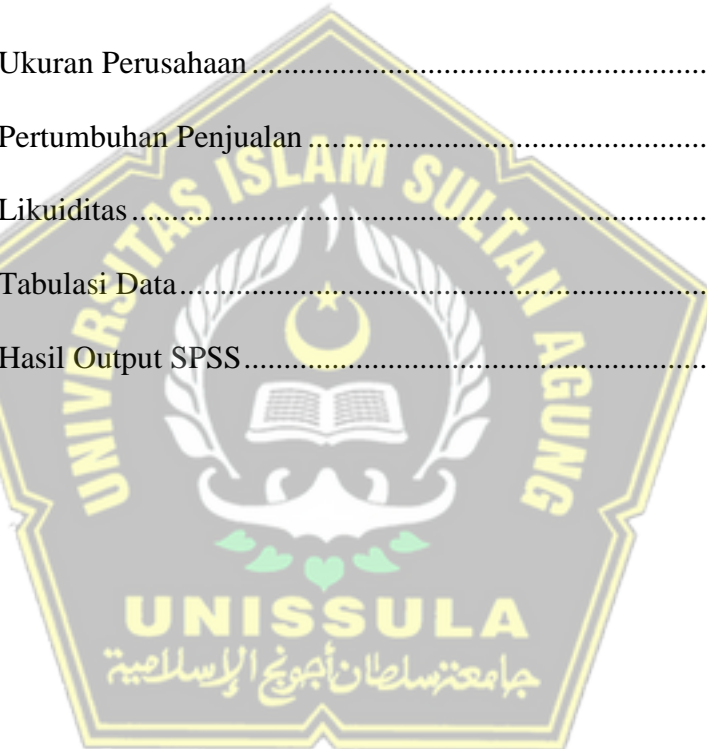 Ukuran Perusahaan................................................................
Pertumbuhan Penjualan................................................................
Likuiditas................................................................
Tabulasi Data................................................................
Hasil Output SPSS................................................................
UNIVERSITAS ISLAM SULTAN AGUNG
UNISSULA
جامعة سلطان أجونج الإسلامية